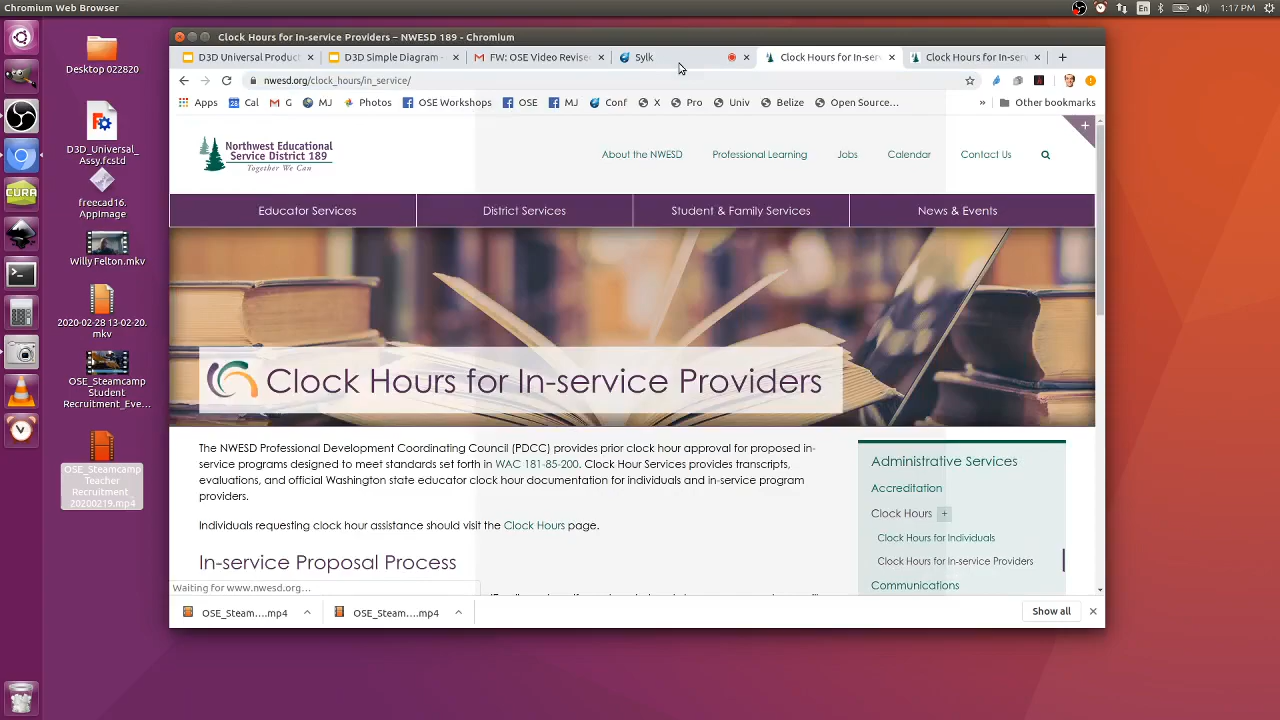 Chromium Web Browser
En
1:17 PM
Clock Hours for In-service Providers – NWESD 189 - Chromium
D3D Universal Product
D3D Simple Diagram -
FW: OSE Video Revise
Sylk
Clock Hours for In-serv
Clock Hours for In-serv
nwesd.org/clock_hours/in_service/
Apps
28 Cal
G
MJ
Photos
OSE Workshops
OSE
MJ
Conf
X
Pro
Univ
Belize
Open Source...
»
Other bookmarks
Desktop 022820
D3D_Universal_
Assy.fcstd
freecad16.
AppImage
Willy Felton.mkv
2020-02-28 13-02-20.
mkv
OSE_Steamcamp
Student
Recruitment_Eve...
OSE_Steamcamp
Teacher
Recruitment
20200219.mp4
CURA
Northwest Educational
Service District 189
Together We Can
About the NWESD
Professional Learning
Jobs
Calendar
Contact Us
Educator Services
District Services
Student & Family Services
News & Events
Clock Hours for In-service Providers
The NWESD Professional Development Coordinating Council (PDCC) provides prior clock hour approval for proposed in-
service programs designed to meet standards set forth in WAC 181-85-200. Clock Hour Services provides transcripts,
evaluations, and official Washington state educator clock hour documentation for individuals and in-service program
providers.
Individuals requesting clock hour assistance should visit the Clock Hours page.
In-service Proposal Process
Administrative Services
Accreditation
Clock Hours +
Clock Hours for Individuals
Clock Hours for In-service Providers
Communications
Waiting for www.nwesd.org...
OSE_Steam....mp4
OSE_Steam....mp4
Show all